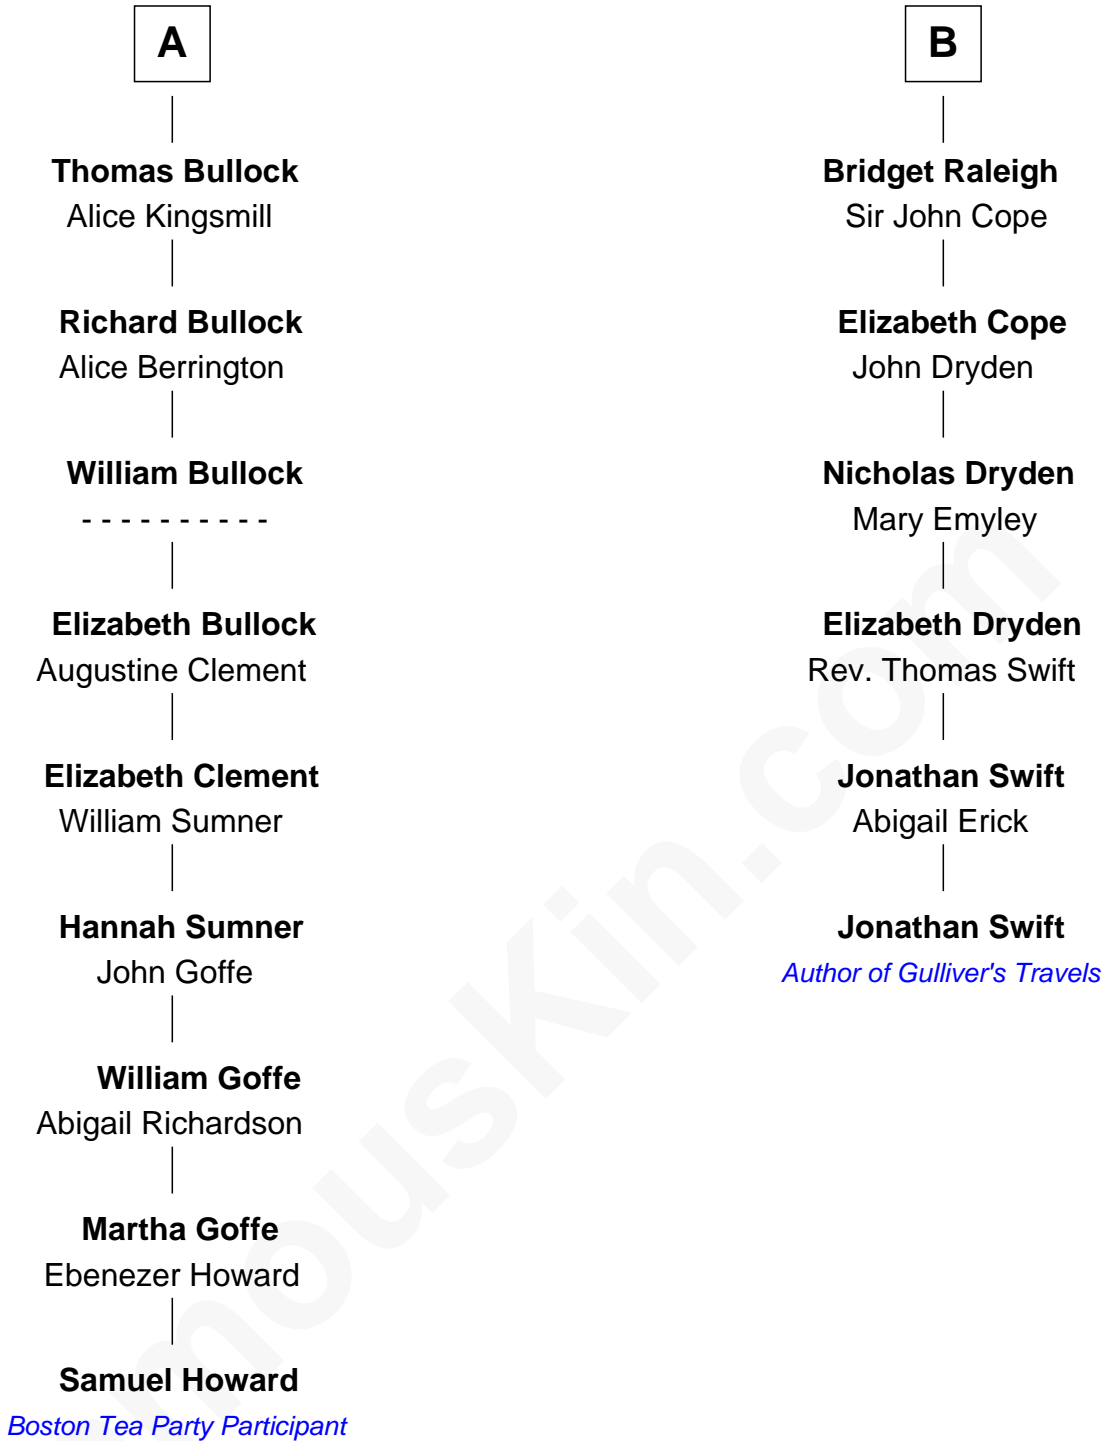 A
Thomas Bullock
Alice Kingsmill
Richard Bullock
Alice Berrington
William Bullock
- - - - - - - - - -
Elizabeth Bullock
Augustine Clement
Elizabeth Clement
William Sumner
Hannah Sumner
John Goffe
William Goffe
Abigail Richardson
Martha Goffe
Ebenezer Howard
Samuel Howard
Boston Tea Party Participant
B
Bridget Raleigh
Sir John Cope
Elizabeth Cope
John Dryden
Nicholas Dryden
Mary Emyley
Elizabeth Dryden
Rev. Thomas Swift
Jonathan Swift
Abigail Erick
Jonathan Swift
Author of Gulliver's Travels
mouskin.com